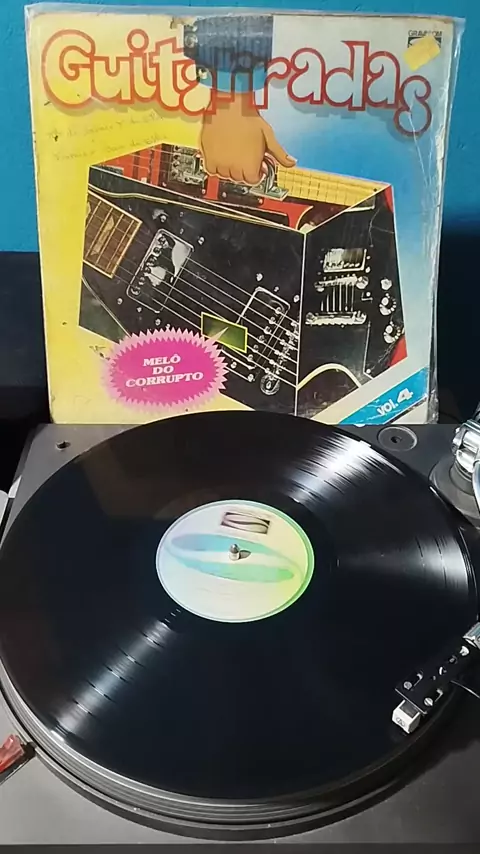 GRAVASOM
Guitarradas
MELÔ
DO
CORRUPTO
Vol. 4